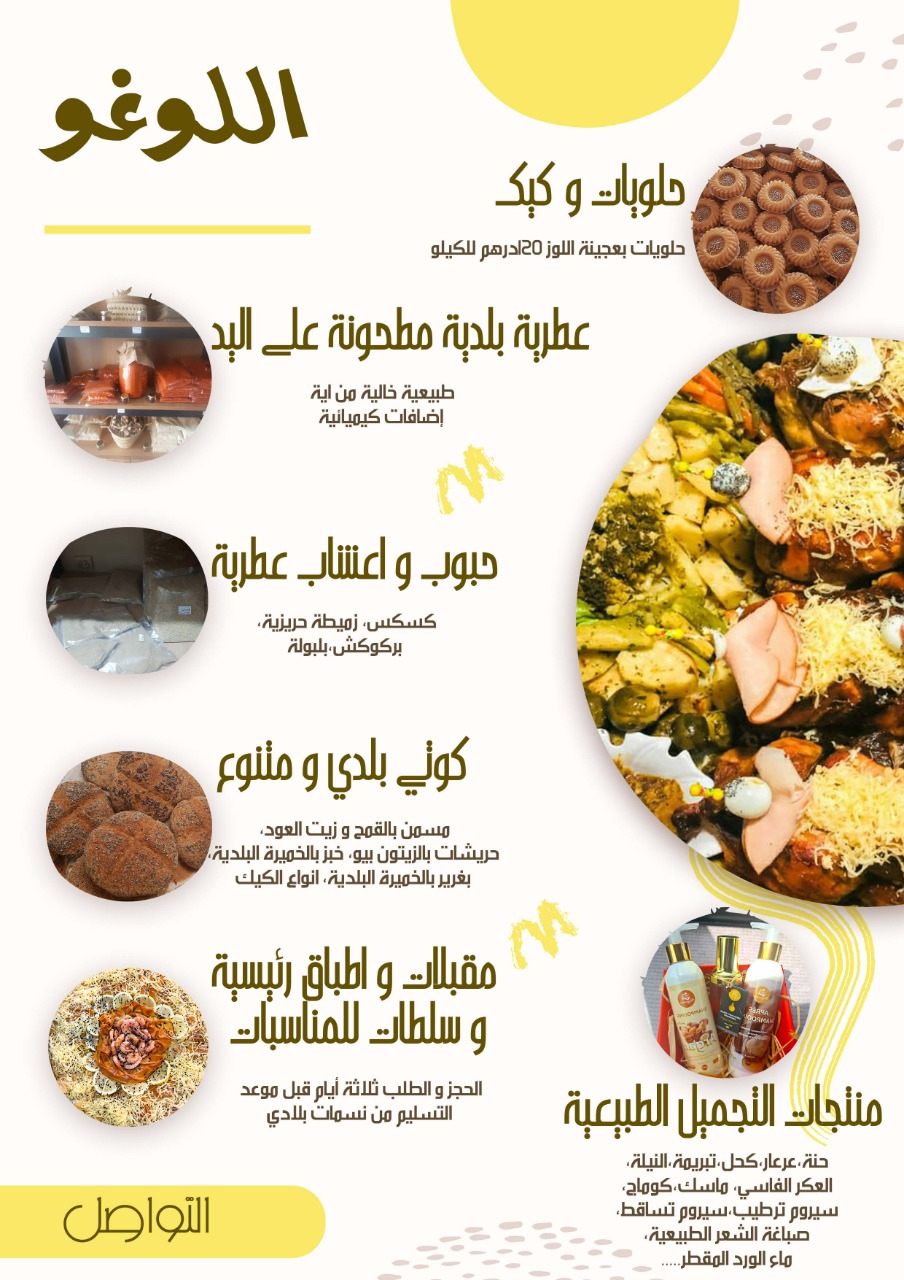 اللوغو
حلويات و كيك
حلويات بعجينة اللوز 120درهم للكيلو
عطرية بلدية مطحونة على اليد
طبيعية خالية من اية
إضافات كيميائية
حبوب و اعشاب عطرية
كسكس، زميطة حريزية،
بركوكش،بلبولة
كوتي بلدي و متنوع
مسمن بالقمح و زيت العود،
حريشات بالزيتون بيو، خبز بالخميرة البلدية،
بغرير بالخميرة البلدية، انواع الكيك
مقبلات و اطباق رئيسية
و سلطات للمناسبات
الحجز و الطلب ثلاثة أيام قبل موعد
التسليم من نسمات بلادي
منتجات التجميل الطبيعية
حنة،عرعار،كحل،تبريمة،النيلة،
العكر الفاسي، ماسك،كوماج،
سيروم ترطيب،سيروم تساقط،
صباغة الشعر الطبيعية،
ماء الورد المقطر.....
التواصل